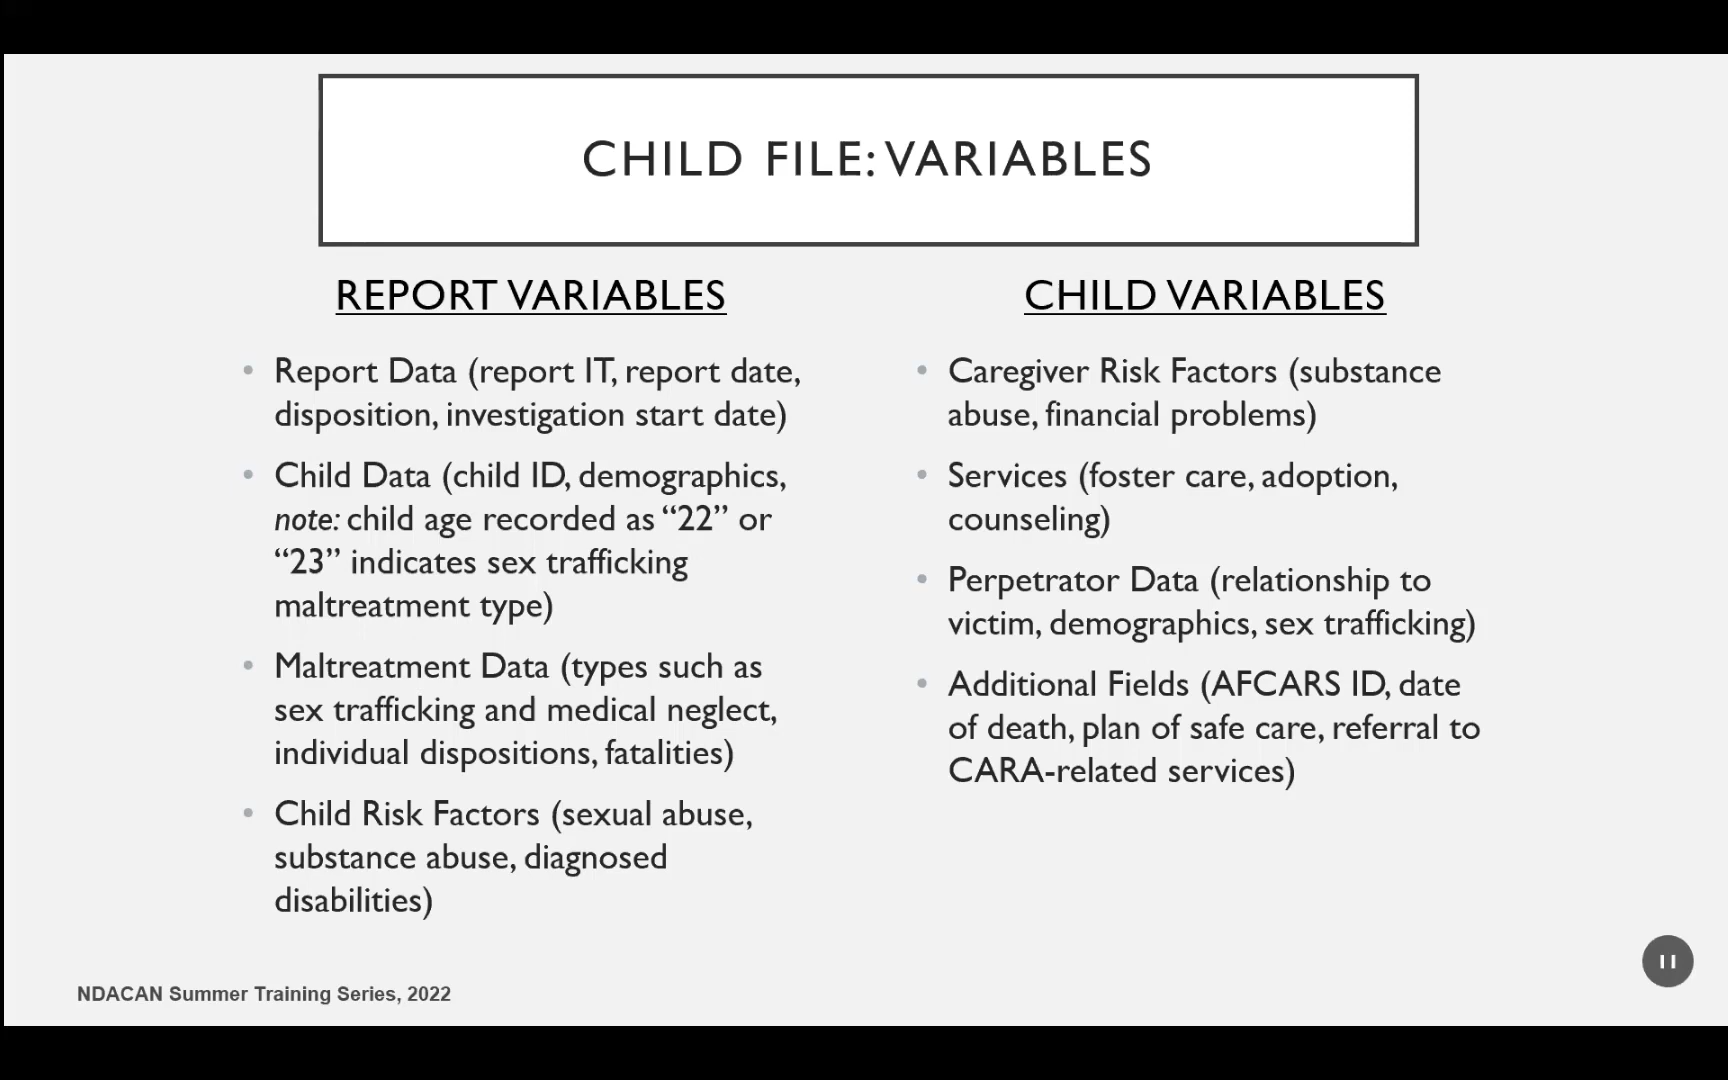 CHILD FILE: VARIABLES
REPORT VARIABLES
Report Data (report IT, report date,
disposition, investigation start date)
Child Data (child ID, demographics,
note: child age recorded as “22” or
“23” indicates sex trafficking
maltreatment type)
Maltreatment Data (types such as
sex trafficking and medical neglect,
individual dispositions, fatalities)
Child Risk Factors (sexual abuse,
substance abuse, diagnosed
disabilities)
CHILD VARIABLES
Caregiver Risk Factors (substance
abuse, financial problems)
Services (foster care, adoption,
counseling)
Perpetrator Data (relationship to
victim, demographics, sex trafficking)
Additional Fields (AFCARS ID, date
of death, plan of safe care, referral to
CARA-related services)
NDACAN Summer Training Series, 2022
11